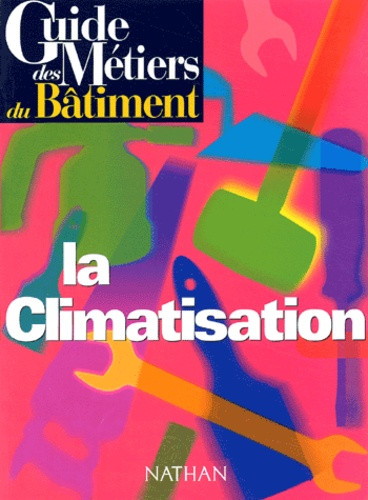 Guide
des Métiers
du Bâtiment
la
Climatisation
NATHAN